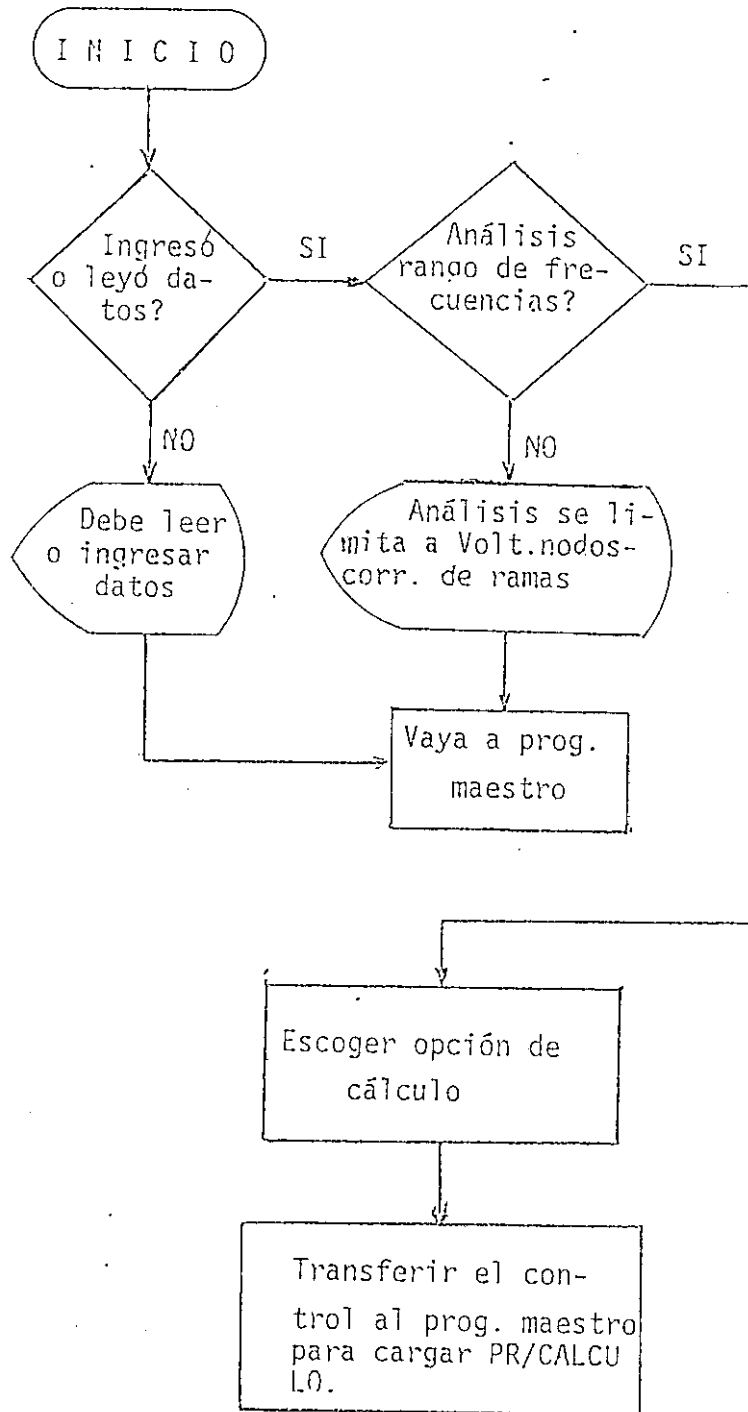 I N I C I O
Ingresó
o leyó da-
tos?
SI
Análisis
rango de fre-
cuencias?
SI
NO
NO
Debe leer
o ingresar
datos
Análisis se li-
mita a Volt.nodos-
corr. de ramas
Vaya a prog.
maestro
Escoger opción de
cálculo
Transferir el con-
trol al prog. maestro
para cargar PR/CALCU
LO.